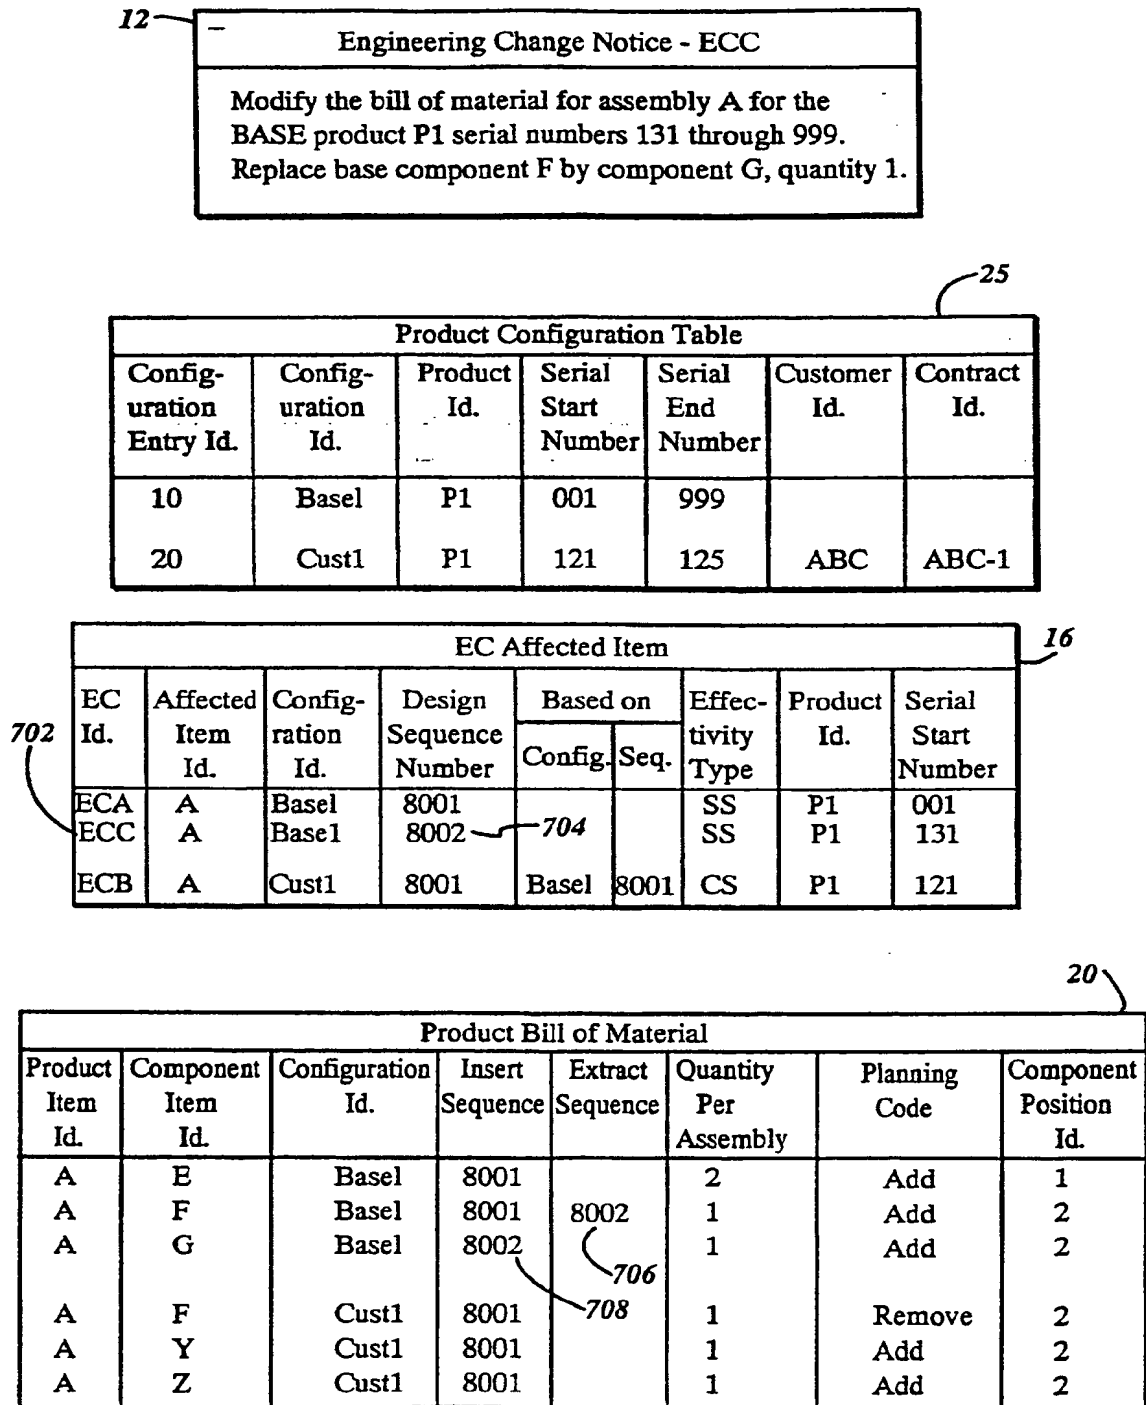 12
Engineering Change Notice - ECC
Modify the bill of material for assembly A for the
BASE product P1 serial numbers 131 through 999.
Replace base component F by component G, quantity 1.
25
Product Configuration Table
Config- Config- Product Serial Serial Customer Contract
uration uration Id. Start End Id. Id.
Entry Id. Id. Number Number
10 Basel P1 001 999
20 Cust1 P1 121 125 ABC ABC-1
EC Affected Item
16
EC Affected Config- Design Based on Effec- Product Serial
702 Id. Item ration Sequence Config. Seq. tivity Id. Start
Id. Id. Number Type Number
ECA A Basel 8001 SS P1 001
ECC A Base1 8002 704 SS P1 131
ECB A Cust1 8001 Basel 8001 CS P1 121
20
Product Bill of Material
Product Component Configuration Insert Extract Quantity Planning Component
Item Item Id. Sequence Sequence Per Code Position
Id. Id. Assembly Id.
A E Basel 8001 2 Add 1
A F Basel 8001 8002 1 Add 2
A G Basel 8002 1 Add 2
706
708
A F Cust1 8001 1 Remove 2
A Y Cust1 8001 1 Add 2
A Z Cust1 8001 1 Add 2